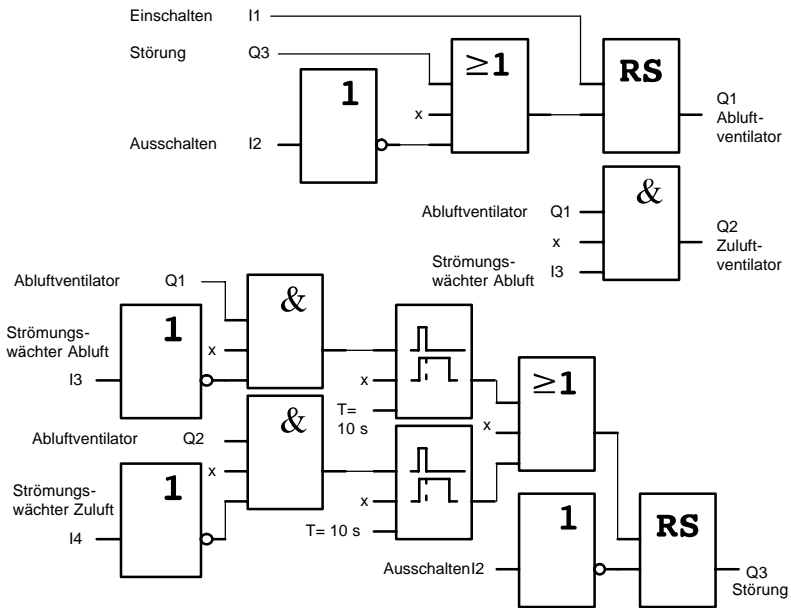 Einschalten I1
Störung Q3
≥1
RS
1
x
Q1
Abluft-
ventilator
Ausschalten I2
&
Abluftventilator Q1
x
Q2
Zuluft-
ventilator
Strömungs-
wächter Abluft
I3
Abluftventilator Q1
&
Strömungs-
wächter Abluft
1
x
I3
x
T=
10 s
≥1
Abluftventilator Q2
&
x
x
Strömungs-
wächter Zuluft
1
x
I4
T= 10 s
1
RS
Ausschalten I2
Q3
Störung